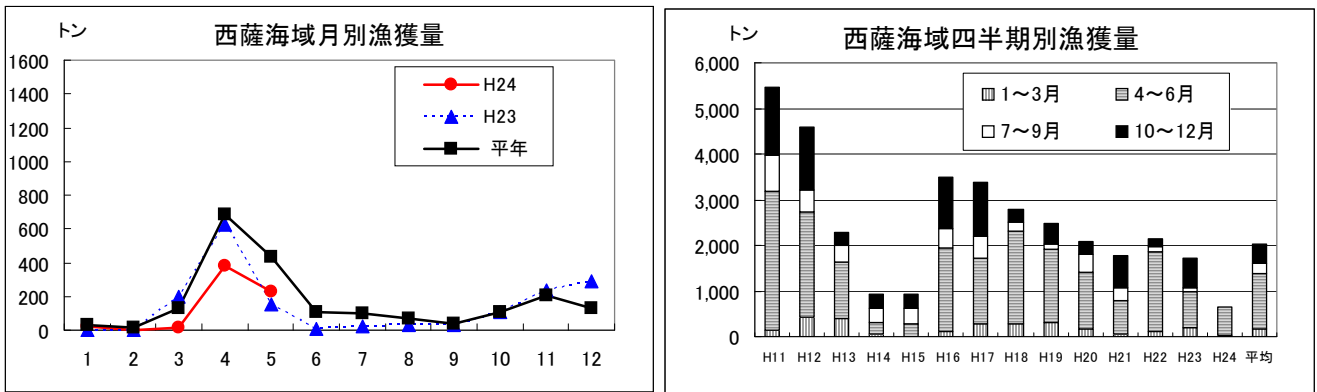 トン
西薩海域月別漁獲量
1600
1400
1200
1000
800
600
400
200
0
H24
H23
平年
1 2 3 4 5 6 7 8 9 10 11 12
トン
西薩海域四半期別漁獲量
6,000
5,000
4,000
3,000
2,000
1,000
0
1～3月 4～6月
7～9月 10～12月
H11 H12 H13 H14 H15 H16 H17 H18 H19 H20 H21 H22 H23 H24 平均